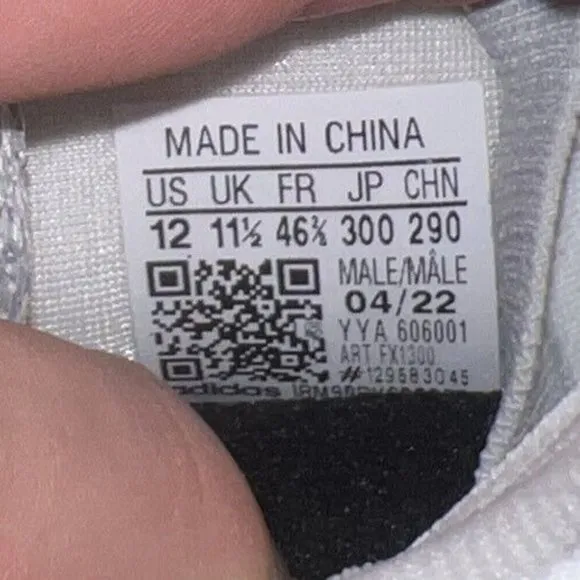 MADE IN CHINA
US UK FR JP CHN
12 11½ 46⅔ 300 290
MALE/MÂLE
04/22
YYA 606001
ART FX1300
# 129583045
adidas